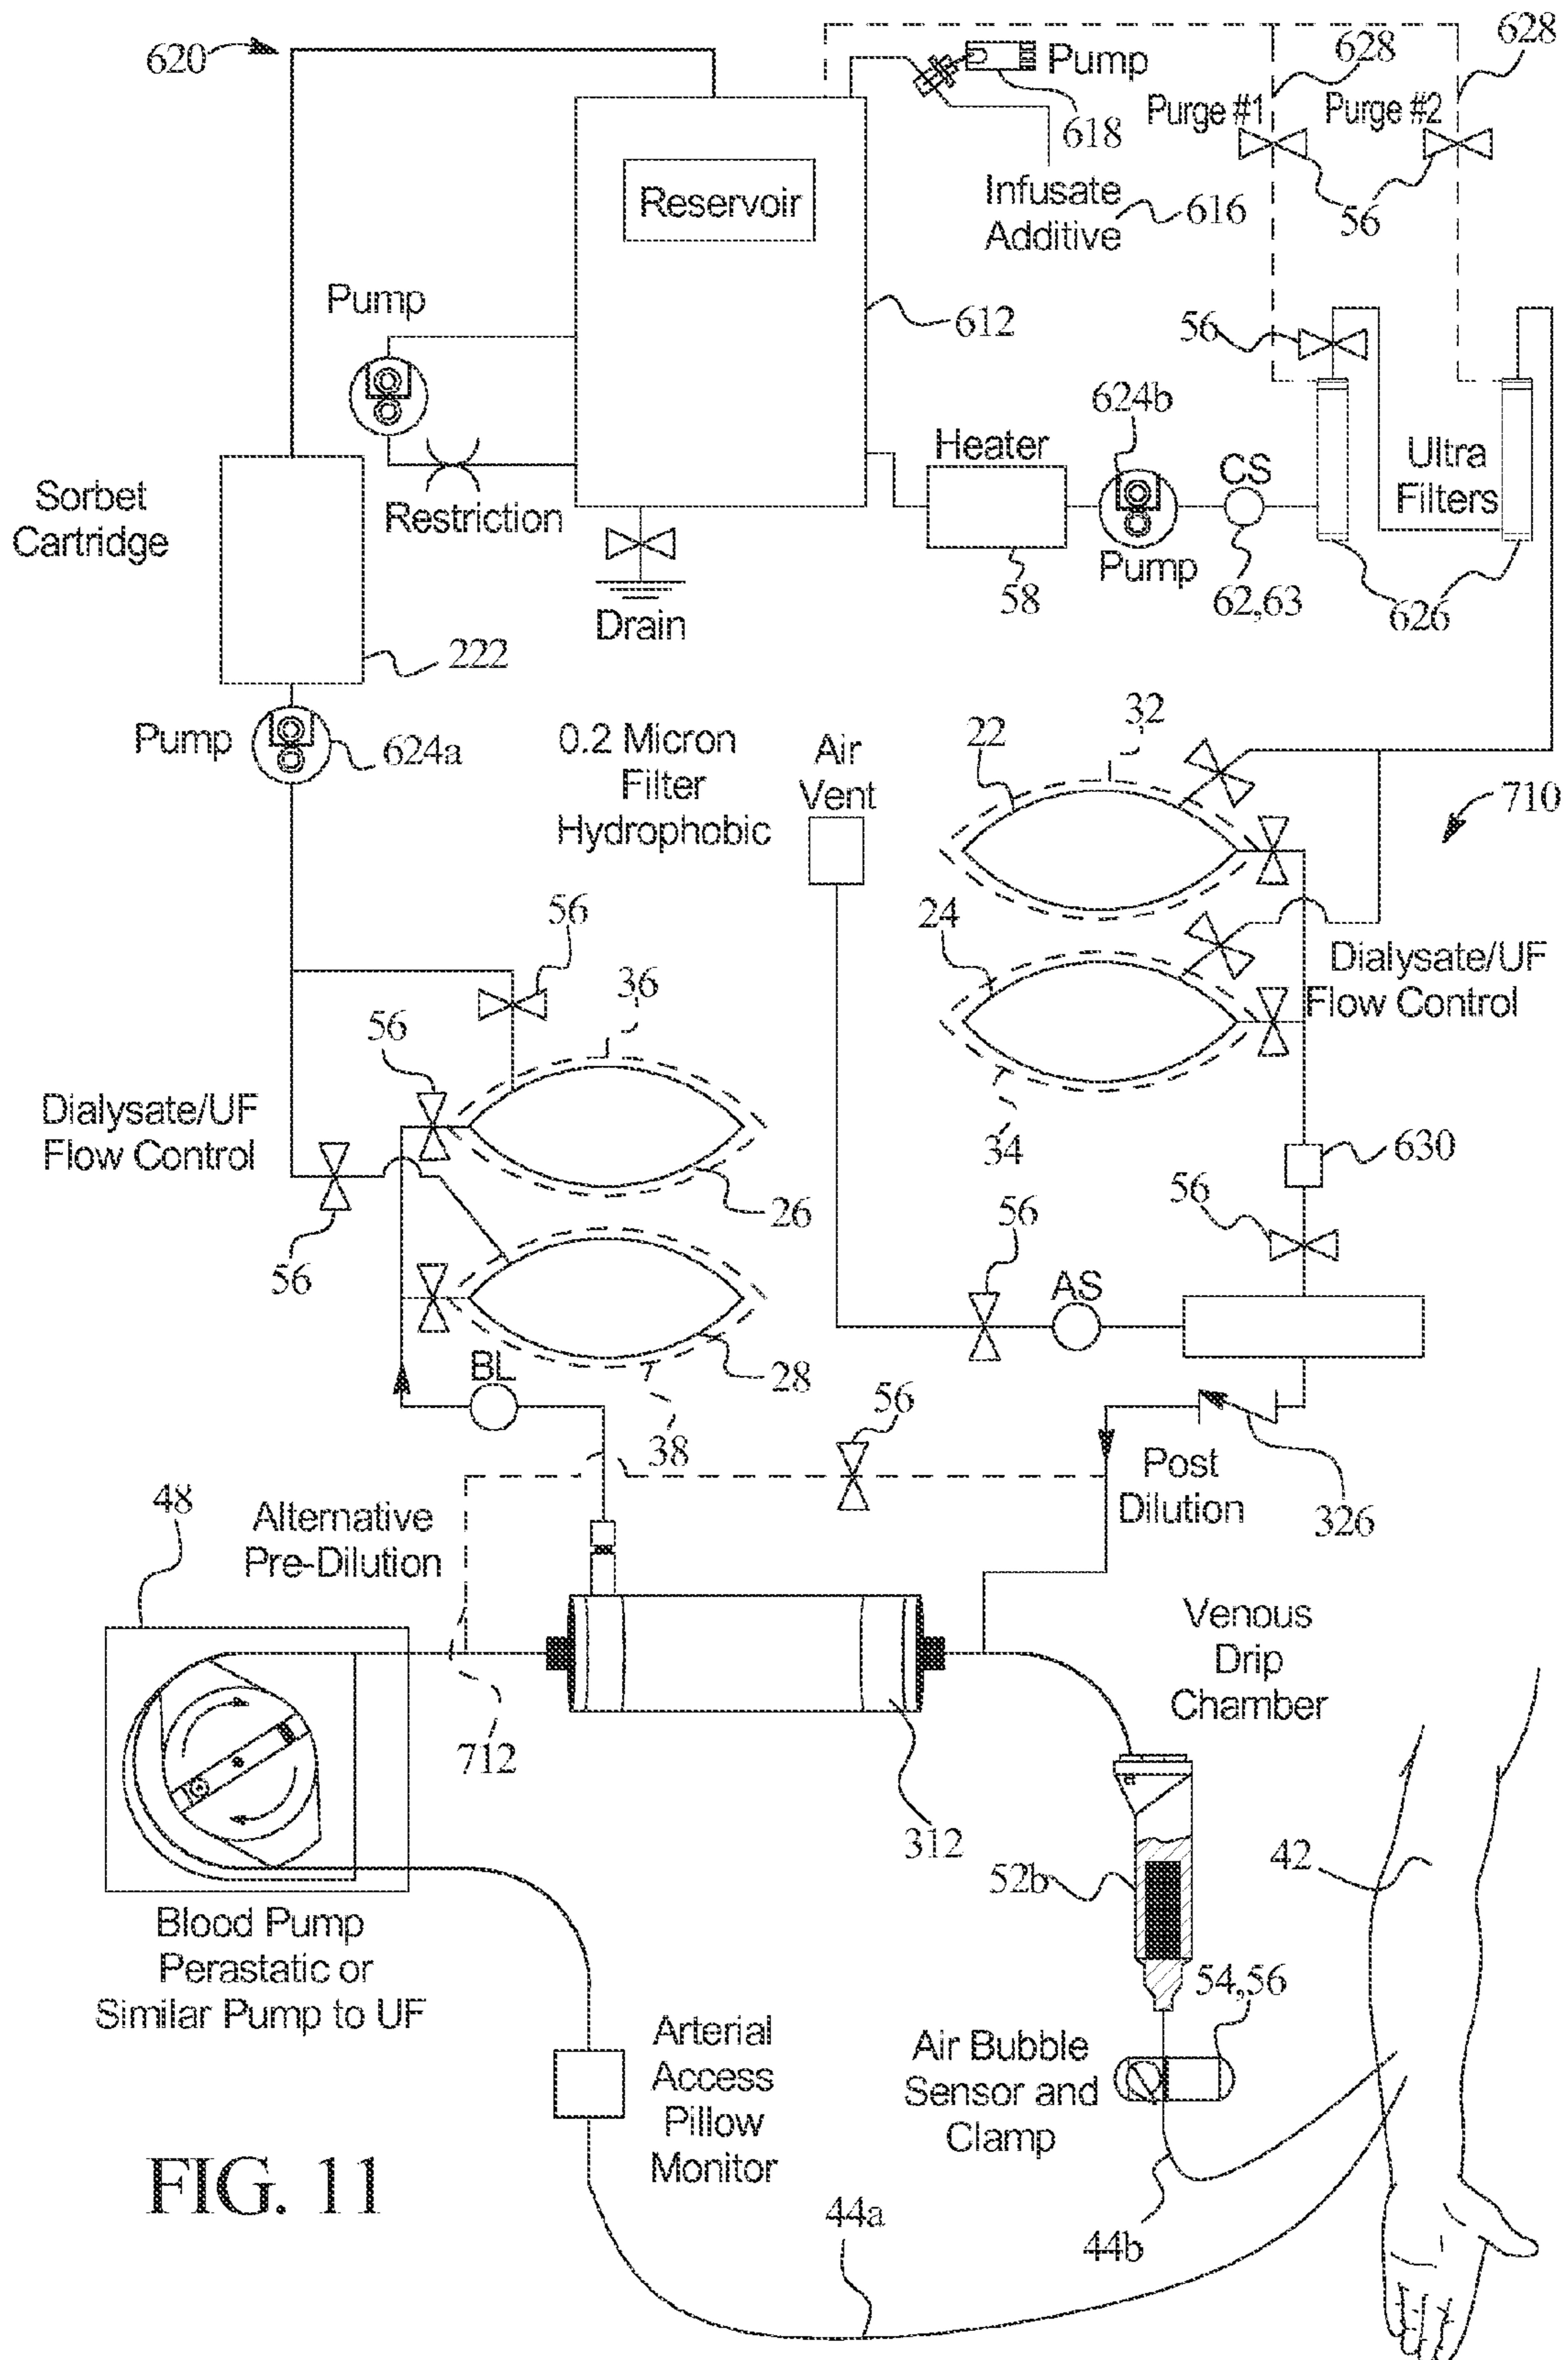 620
Pump
618
628
628
Purge #1
Purge #2
56
Infusate
Additive
616
Reservoir
612
Pump
Restriction
Drain
Sorbet
Cartridge
222
Heater
58
624b
Pump
CS
62,63
56
Ultra
Filters
626
Pump
624a
0.2 Micron
Filter
Hydrophobic
Air
Vent
22
32
710
24
34
Dialysate/UF
Flow Control
56
36
56
Dialysate/UF
Flow Control
56
26
28
38
BL
630
56
56
AS
56
Post
Dilution
326
48
Alternative
Pre-Dilution
712
312
Venous
Drip
Chamber
52b
42
54,56
Air Bubble
Sensor and
Clamp
Blood Pump
Perastatic or
Similar Pump to UF
Arterial
Access
Pillow
Monitor
44a
44b
FIG. 11